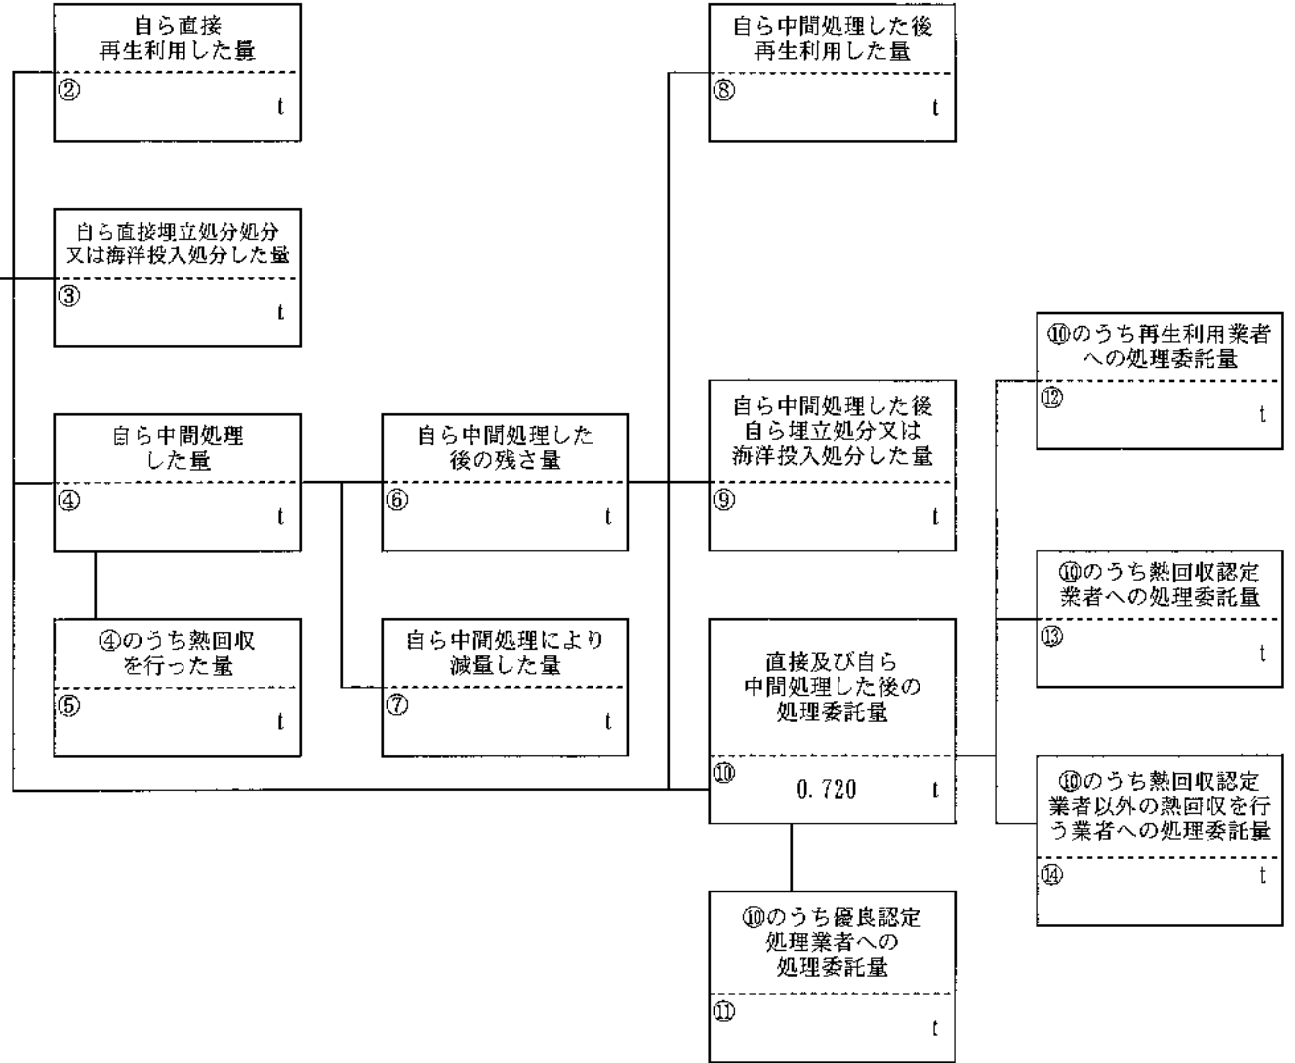 自ら直接
再生利用した量
②
t
自ら中間処理した後
再生利用した量
⑧
t
自ら直接埋立処分処分
又は海洋投入処分した量
③
t
⑩のうち再生利用業者
への処理委託量
⑫
t
自ら中間処理
した量
④
t
自ら中間処理した
後の残さ量
⑥
t
自ら中間処理した後
自ら埋立処分又は
海洋投入処分した量
⑨
t
⑩のうち熱回収認定
業者への処理委託量
⑬
t
④のうち熱回収
を行った量
⑤
t
自ら中間処理により
減量した量
⑦
t
直接及び自ら
中間処理した後の
処理委託量
⑩
0.720 t
⑩のうち熱回収認定
業者以外の熱回収を行
う業者への処理委託量
⑭
t
⑩のうち優良認定
処理業者への
処理委託量
⑪
t